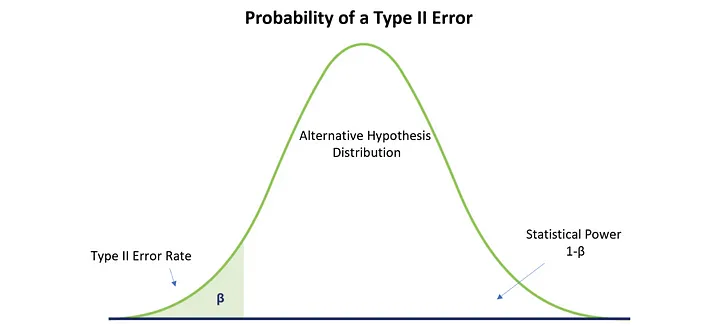 Probability of a Type II Error
Alternative Hypothesis
Distribution
Statistical Power
1-β
Type II Error Rate
β